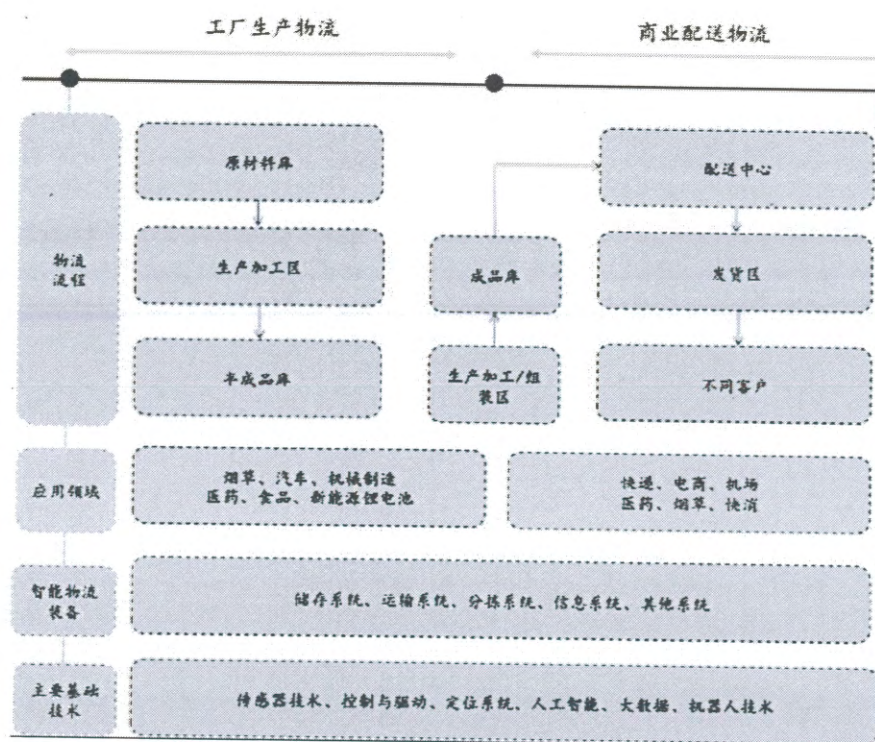 工厂生产物流
商业配送物流
物流
流程
原材料库
生产加工区
半成品库
成品库
生产加工/组
装区
配送中心
发货区
不同客户
应用领域
烟草、汽车、机械制造
医药、食品、新能源锂电池
快递、电商、机场
医药、烟草、快消
智能物流
装备
储存系统、运输系统、分拣系统、信息系统、其他系统
主要基础
技术
传感器技术、控制与驱动、定位系统、人工智能、大数据、机器人技术